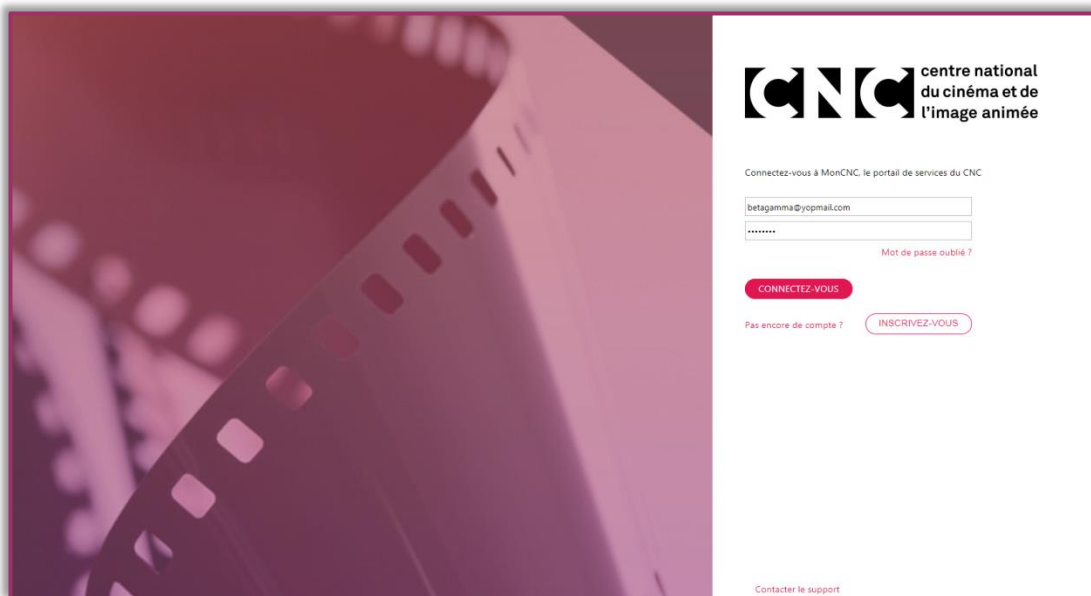 CNC
centre national
du cinéma et de
l'image animée
Connectez-vous à MonCNC, le portail de services du CNC
betagamma@yopmail.com
••••••••
Mot de passe oublié ?
CONNECTEZ-VOUS
Pas encore de compte ?
INSCRIVEZ-VOUS
Contacter le support